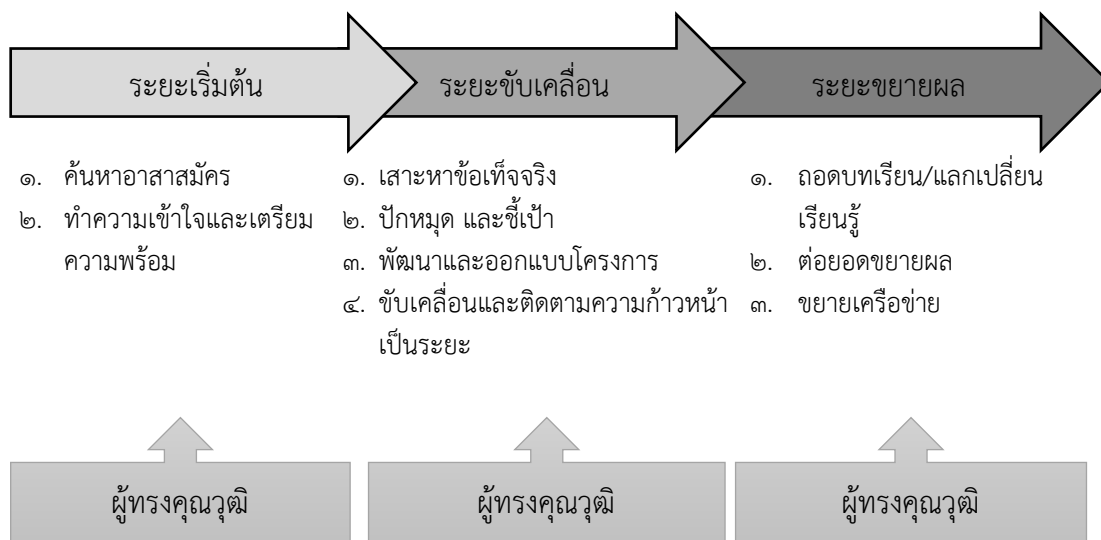 ระยะเริ่มต้น
ระยะขับเคลื่อน
ระยะขยายผล
๑. ค้นหาอาสาสมัคร
๒. ทำความเข้าใจและเตรียม
ความพร้อม
๑. เสาะหาข้อเท็จจริง
๒. ปักหมุด และชี้เป้า
๓. พัฒนาและออกแบบโครงการ
๔. ขับเคลื่อนและติดตามความก้าวหน้า
เป็นระยะ
๑. ถอดบทเรียน/แลกเปลี่ยน
เรียนรู้
๒. ต่อยอดขยายผล
๓. ขยายเครือข่าย
ผู้ทรงคุณวุฒิ
ผู้ทรงคุณวุฒิ
ผู้ทรงคุณวุฒิ